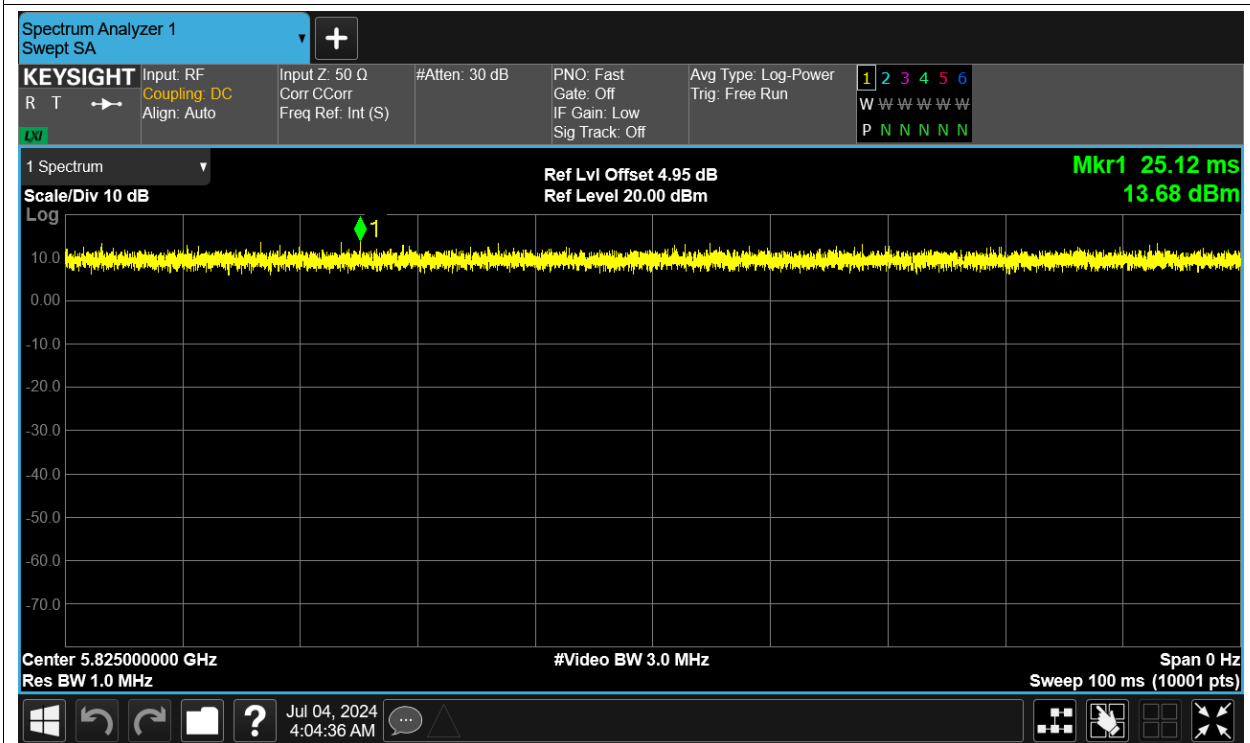 Spectrum Analyzer 1
Swept SA
KEYSIGHT
R T
LXI
Input: RF
Coupling: DC
Align: Auto
Input Z: 50 Ω
Corr CCorr
Freq Ref: Int (S)
#Atten: 30 dB
PNO: Fast
Gate: Off
IF Gain: Low
Sig Track: Off
Avg Type: Log-Power
Trig: Free Run
1 2 3 4 5 6
W W W W W W
P N N N N N
1 Spectrum
Scale/Div 10 dB
Ref Lvl Offset 4.95 dB
Ref Level 20.00 dBm
Mkr1 25.12 ms
13.68 dBm
Log
1
10.0
0.00
-10.0
-20.0
-30.0
-40.0
-50.0
-60.0
-70.0
Center 5.825000000 GHz
#Video BW 3.0 MHz
Span 0 Hz
Res BW 1.0 MHz
Sweep 100 ms (10001 pts)
?
Jul 04, 2024
4:04:36 AM